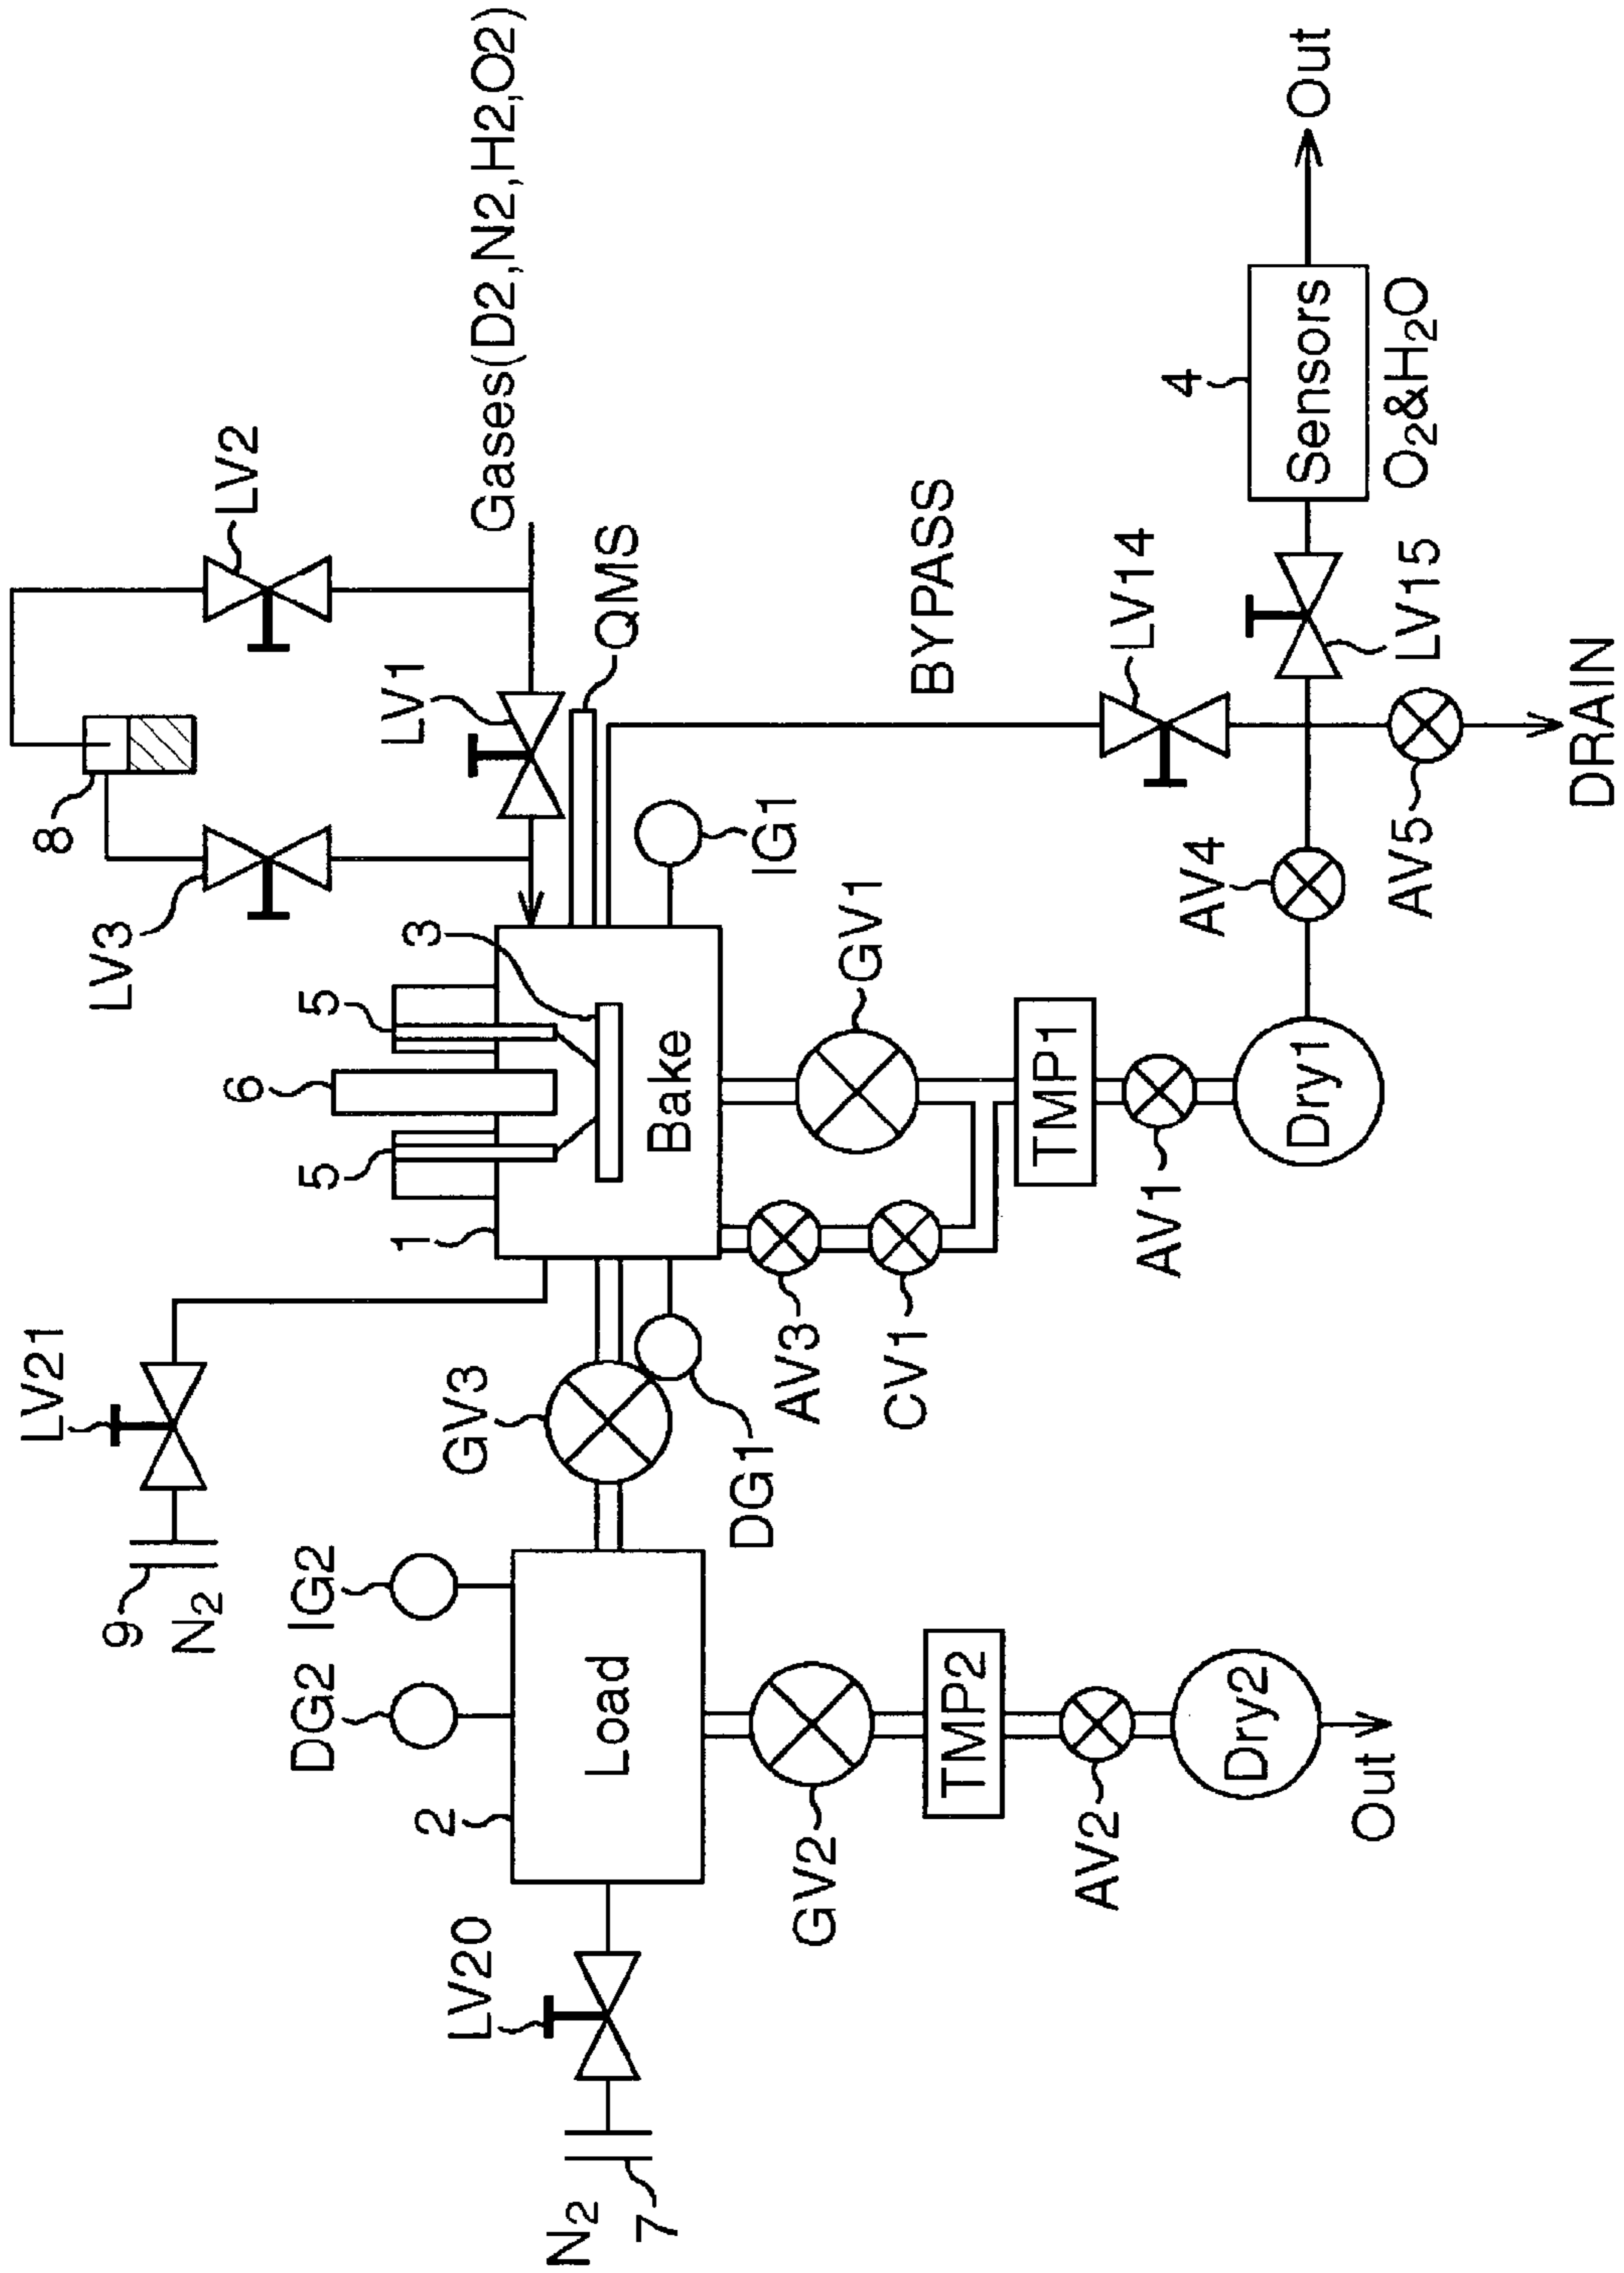 Gases(D2,N2,H2,O2)
LV2
8
LV3
LV1
QMS
LV21
9
N2
5
6
5
3
1
Bake
IG1
BYPASS
Out
4
Sensors
O2&H2O
LV14
LV15
DRAIN
AV5
AV4
GV1
TMP1
AV1
Dry1
AV3
CV1
GV3
DG1
IG2
DG2
2
Load
LV20
N2
7
GV2
TMP2
AV2
Dry2
Out